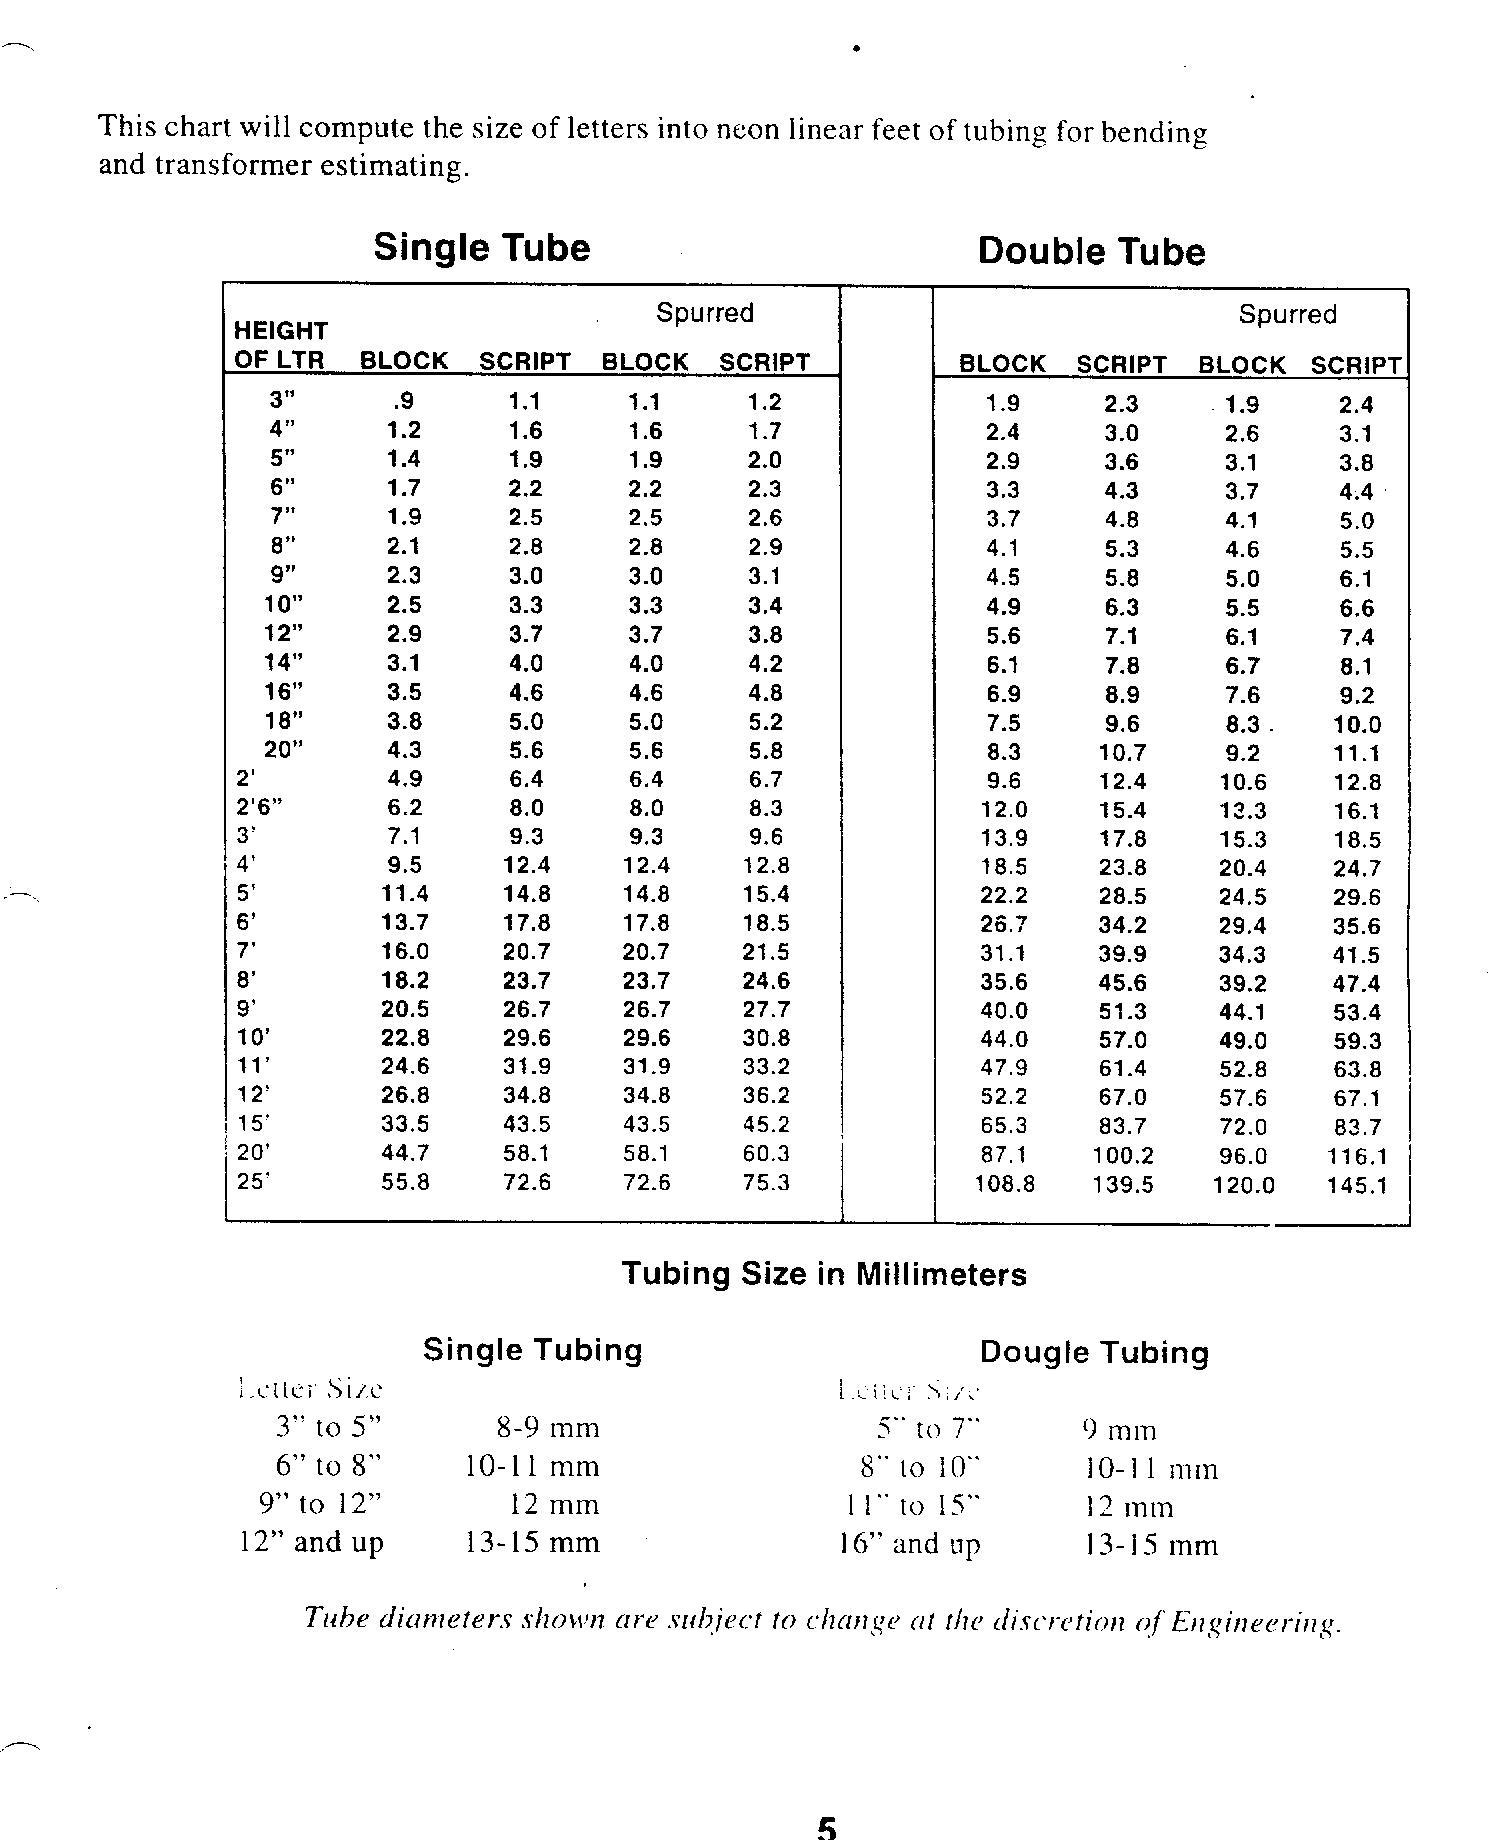 This chart will compute the size of letters into neon linear feet of tubing for bending
and transformer estimating.
Single Tube Double Tube
Spurred Spurred
HEIGHT
OF LTR BLOCK SCRIPT BLOCK SCRIPT BLOCK SCRIPT BLOCK SCRIPT
3" .9 1.1 1.1 1.2 1.9 2.3 1.9 2.4
4" 1.2 1.6 1.6 1.7 2.4 3.0 2.6 3.1
5" 1.4 1.9 1.9 2.0 2.9 3.6 3.1 3.8
6" 1.7 2.2 2.2 2.3 3.3 4.3 3.7 4.4
7" 1.9 2.5 2.5 2.6 3.7 4.8 4.1 5.0
8" 2.1 2.8 2.8 2.9 4.1 5.3 4.6 5.5
9" 2.3 3.0 3.0 3.1 4.5 5.8 5.0 6.1
10" 2.5 3.3 3.3 3.4 4.9 6.3 5.5 6.6
12" 2.9 3.7 3.7 3.8 5.6 7.1 6.1 7.4
14" 3.1 4.0 4.0 4.2 6.1 7.8 6.7 8.1
16" 3.5 4.6 4.6 4.8 6.9 8.9 7.6 9.2
18" 3.8 5.0 5.0 5.2 7.5 9.6 8.3 10.0
20" 4.3 5.6 5.6 5.8 8.3 10.7 9.2 11.1
2' 4.9 6.4 6.4 6.7 9.6 12.4 10.6 12.8
2'6" 6.2 8.0 8.0 8.3 12.0 15.4 13.3 16.1
3' 7.1 9.3 9.3 9.6 13.9 17.8 15.3 18.5
4' 9.5 12.4 12.4 12.8 18.5 23.8 20.4 24.7
5' 11.4 14.8 14.8 15.4 22.2 28.5 24.5 29.6
6' 13.7 17.8 17.8 18.5 26.7 34.2 29.4 35.6
7' 16.0 20.7 20.7 21.5 31.1 39.9 34.3 41.5
8' 18.2 23.7 23.7 24.6 35.6 45.6 39.2 47.4
9' 20.5 26.7 26.7 27.7 40.0 51.3 44.1 53.4
10' 22.8 29.6 29.6 30.8 44.0 57.0 49.0 59.3
11' 24.6 31.9 31.9 33.2 47.9 61.4 52.8 63.8
12' 26.8 34.8 34.8 36.2 52.2 67.0 57.6 67.1
15' 33.5 43.5 43.5 45.2 65.3 83.7 72.0 83.7
20' 44.7 58.1 58.1 60.3 87.1 100.2 96.0 116.1
25' 55.8 72.6 72.6 75.3 108.8 139.5 120.0 145.1
Tubing Size in Millimeters
Single Tubing Dougle Tubing
Letter Size Letter Size
3" to 5" 8-9 mm 5" to 7" 9 mm
6" to 8" 10-11 mm 8" to 10" 10-11 mm
9" to 12" 12 mm 11" to 15" 12 mm
12" and up 13-15 mm 16" and up 13-15 mm
Tube diameters shown are subject to change at the discretion of Engineering.
5